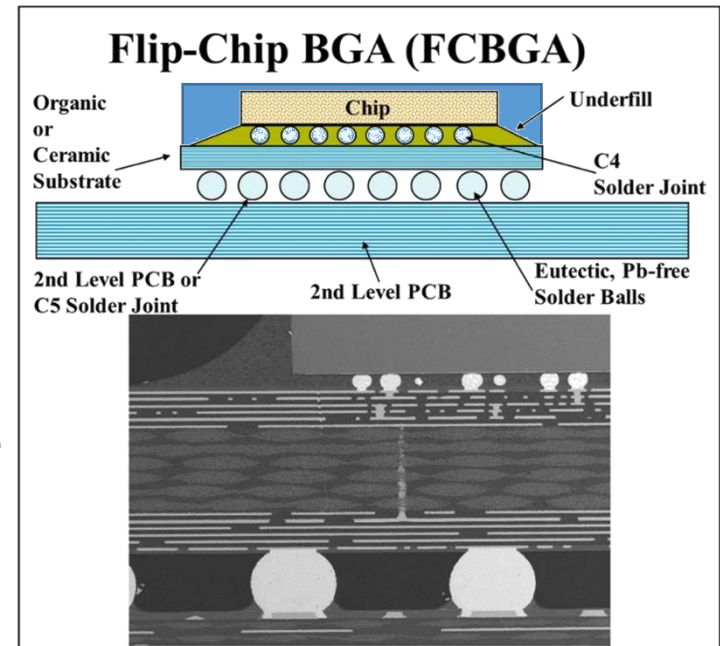 Flip-Chip BGA (FCBGA)
Organic
or
Ceramic
Substrate
Chip
Underfill
C4
Solder Joint
2nd Level PCB or
C5 Solder Joint
2nd Level PCB
Eutectic, Pb-free
Solder Balls